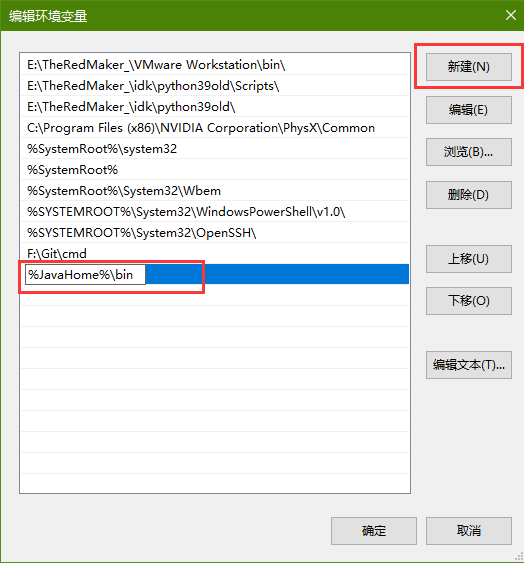 编辑环境变量
E:\TheRedMaker_\VMware Workstation\bin\
E:\TheRedMaker_\idk\python39old\Scripts\
E:\TheRedMaker_\idk\python39old\
C:\Program Files (x86)\NVIDIA Corporation\PhysX\Common
%SystemRoot%\system32
%SystemRoot%
%SystemRoot%\System32\Wbem
%SYSTEMROOT%\System32\WindowsPowerShell\v1.0\
%SYSTEMROOT%\System32\OpenSSH\
F:\Git\cmd
%JavaHome%\bin
新建(N)
编辑(E)
浏览(B)...
删除(D)
上移(U)
下移(O)
编辑文本(T)...
确定
取消